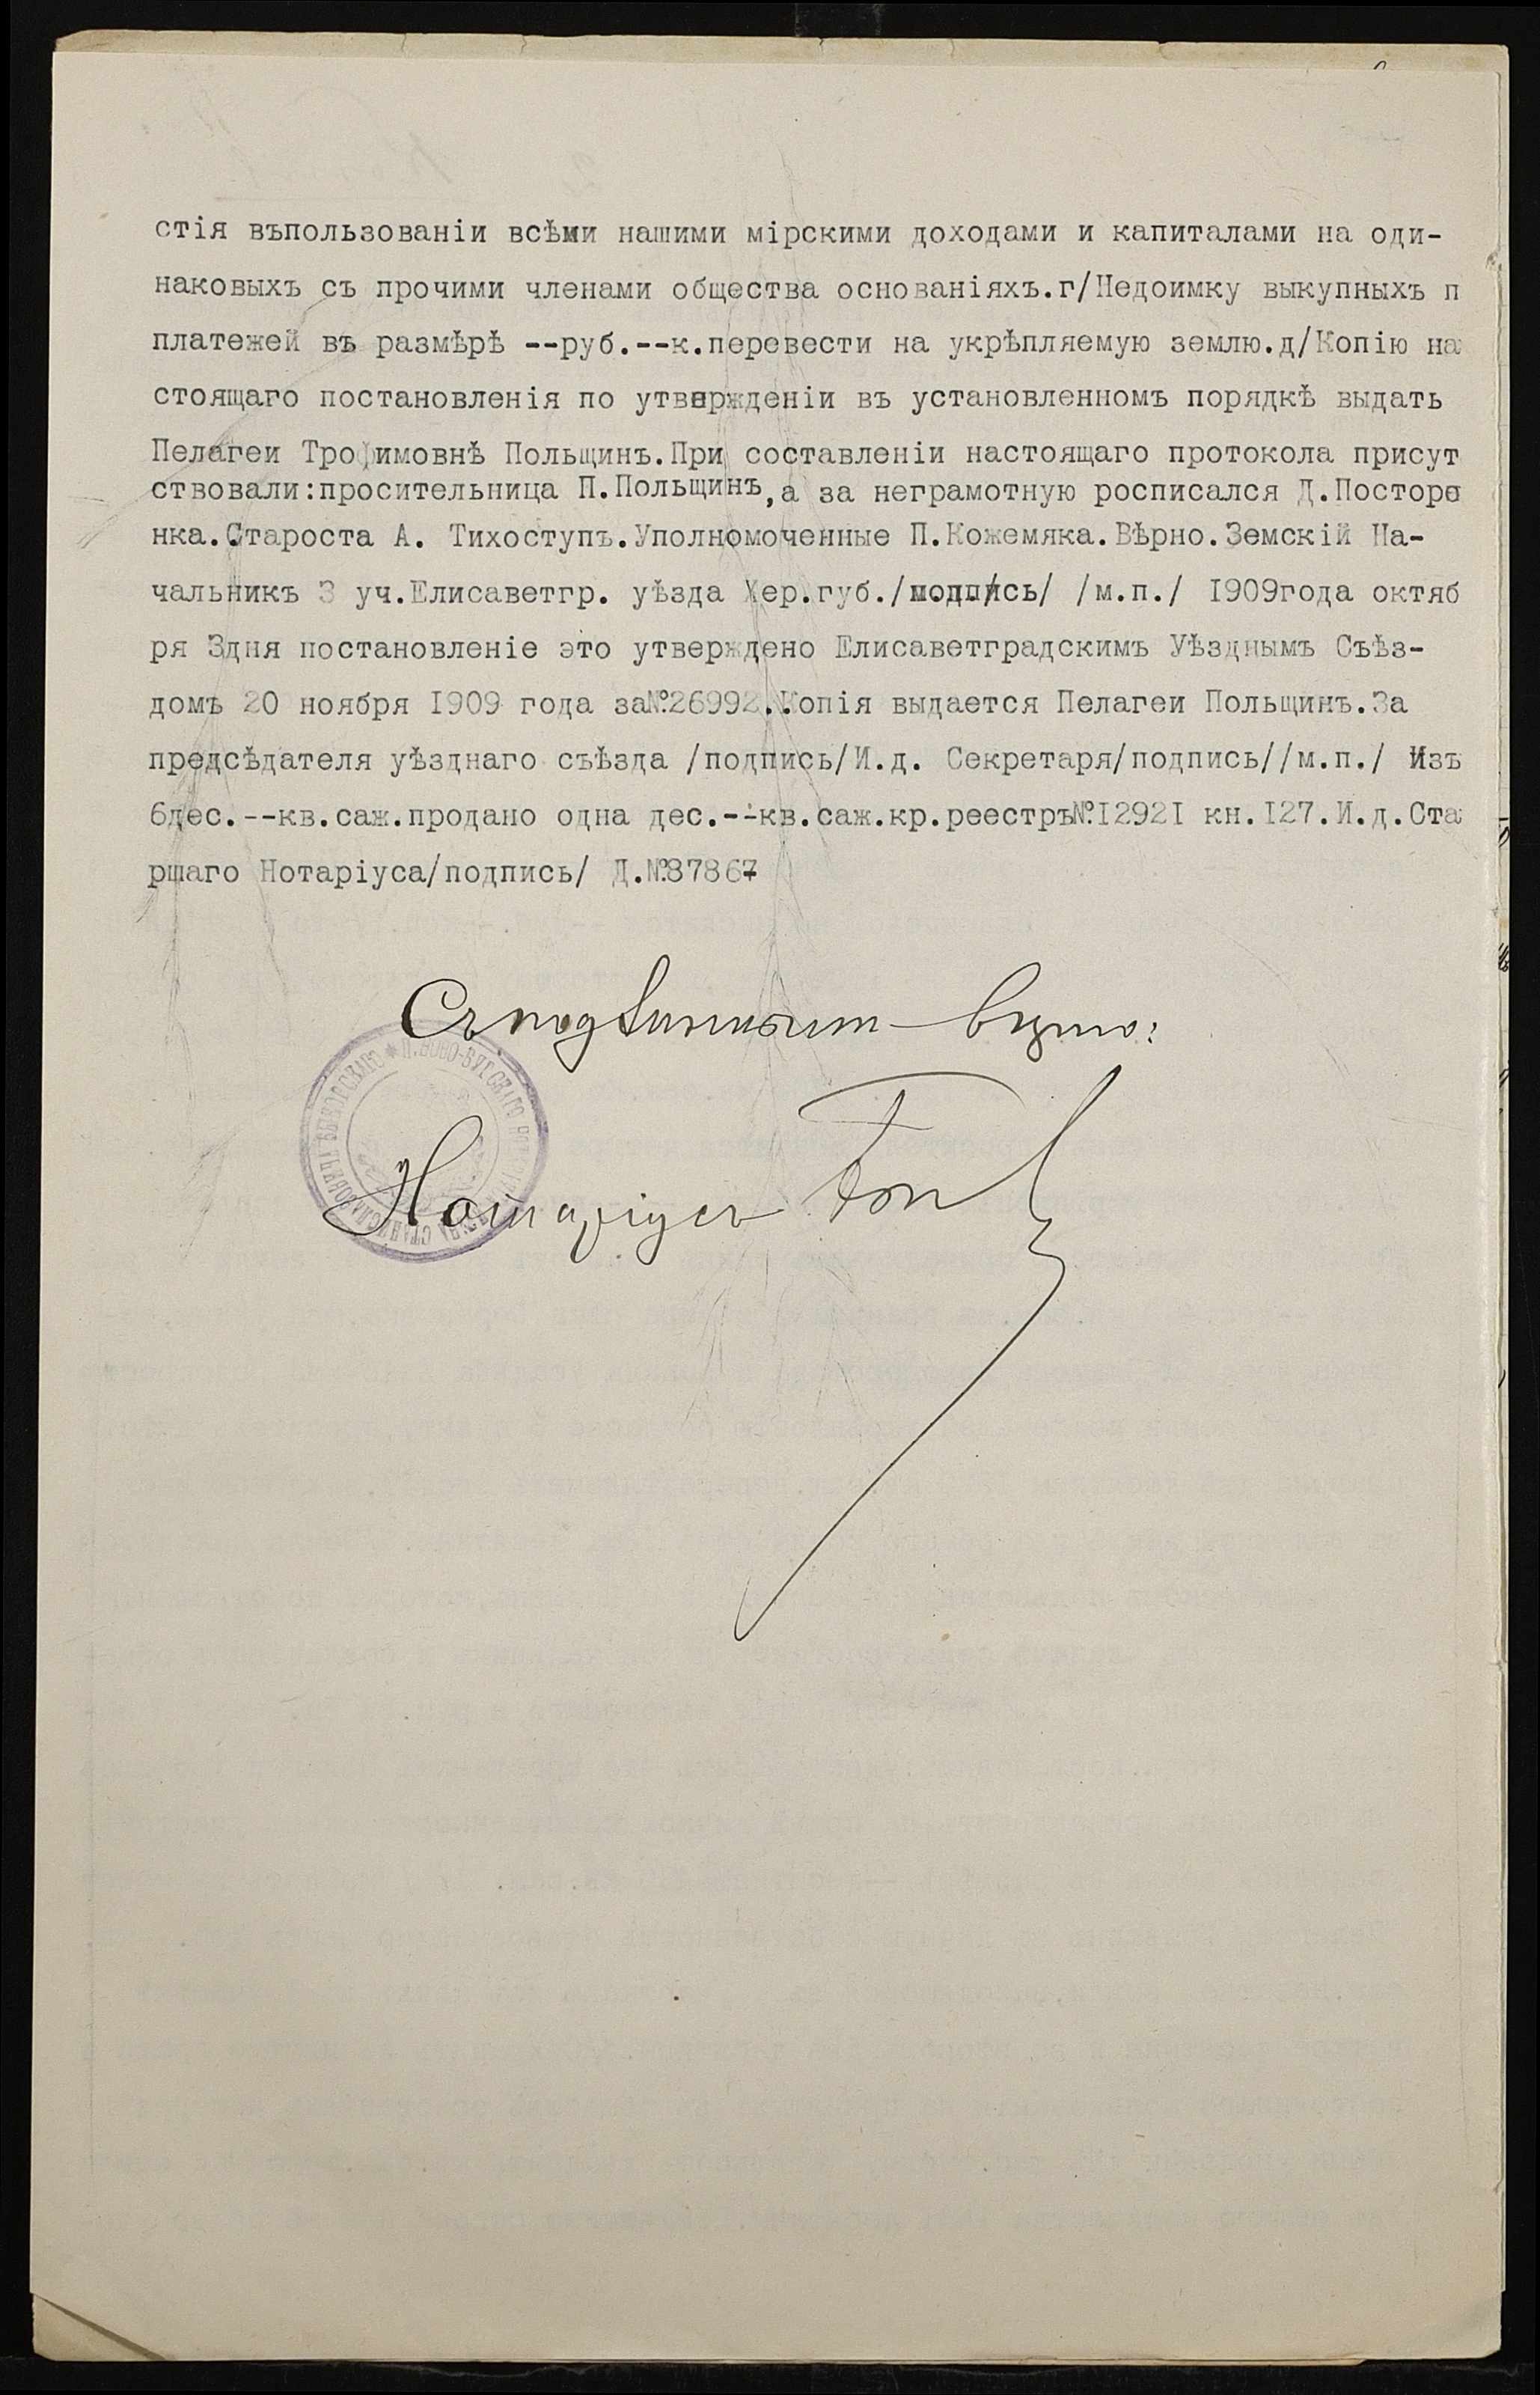 стія въпользованіи всѣми нашими мірскими доходами и капиталами на оди-
наковыхъ съ прочими членами общества основаніяхъ.г/Недоимку выкупныхъ п
платежей въ размѣрѣ --руб.--к.перевести на укрѣпляемую землю.д/Копію на
стоящаго постановленія по утвержденіи въ установленномъ порядкѣ выдать
Пелагеи Трофимовнѣ Польщинъ.При составленіи настоящаго протокола присут
ствовали:просительница П.Польщинъ,а за неграмотную росписался Д.Посторо
нка.Староста А. Тихоступъ.Уполномоченные П.Кожемяка.Вѣрно.Земскій На-
чальникъ 3 уч.Елисаветгр. уѣзда Хер.губ./подпись/ /м.п./ 1909года октяб
ря 3дня постановленіе это утверждено Елисаветградскимъ Уѣзднымъ Съѣз-
домъ 20 ноября 1909 года за№26992.Копія выдается Пелагеи Польщинъ.За
предсѣдателя уѣзднаго съѣзда /подпись/И.д. Секретаря/подпись//м.п./ Изъ
6дес.--кв.саж.продано одна дес.--кв.саж.кр.реестръ№12921 кн.127.И.д.Ста
ршаго Нотаріуса/подпись/ Д.№87867
Съ подлиннымъ вѣрно:
Нотаріусъ